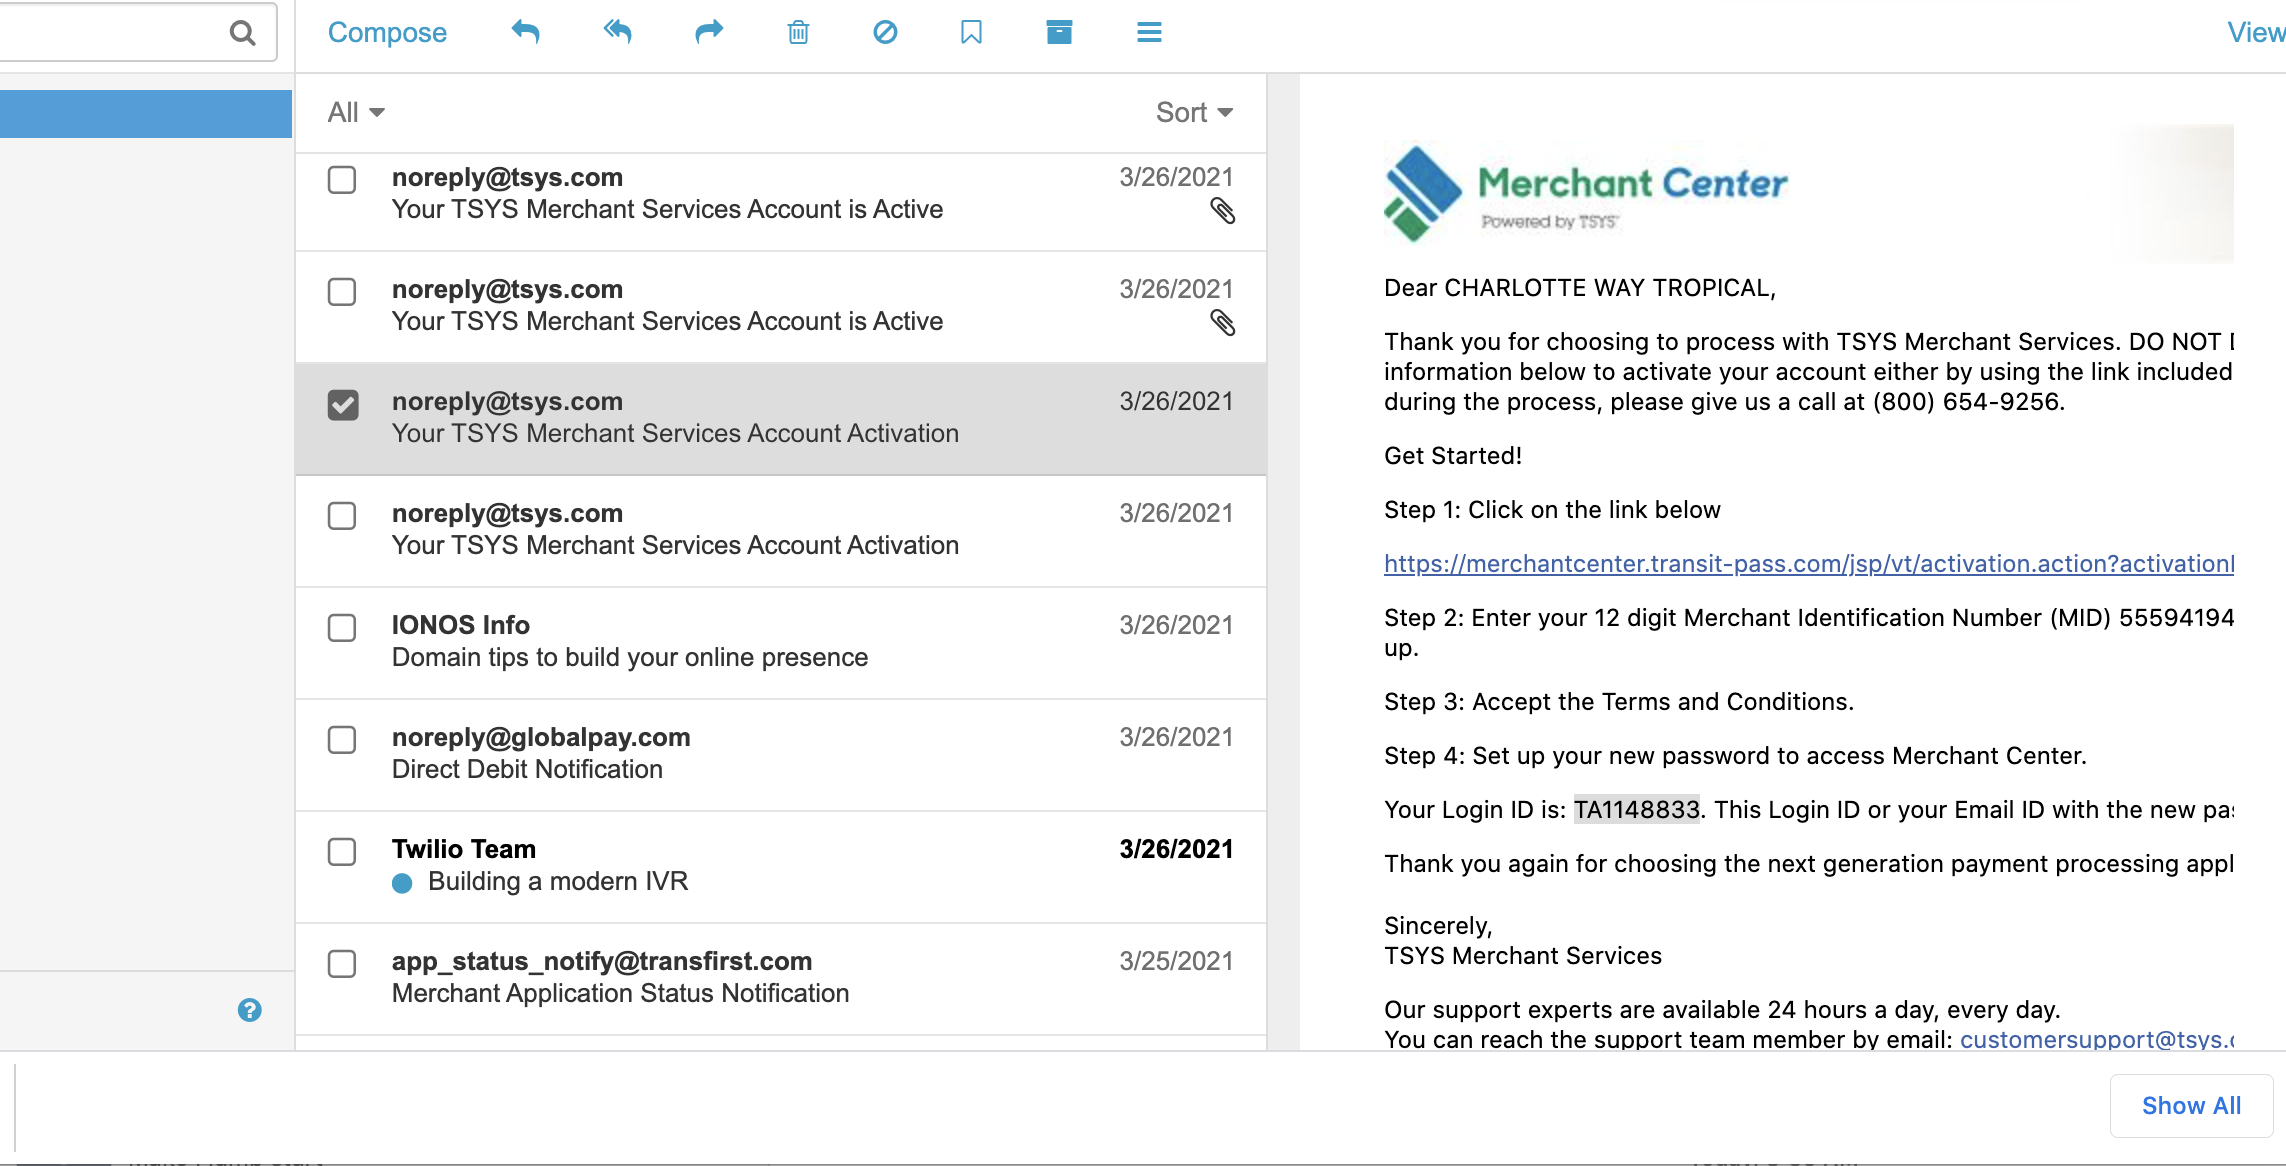 Compose
View
All
Sort
noreply@tsys.com 3/26/2021
Your TSYS Merchant Services Account is Active
noreply@tsys.com 3/26/2021
Your TSYS Merchant Services Account is Active
noreply@tsys.com 3/26/2021
Your TSYS Merchant Services Account Activation
noreply@tsys.com 3/26/2021
Your TSYS Merchant Services Account Activation
IONOS Info 3/26/2021
Domain tips to build your online presence
noreply@globalpay.com 3/26/2021
Direct Debit Notification
Twilio Team 3/26/2021
Building a modern IVR
app_status_notify@transfirst.com 3/25/2021
Merchant Application Status Notification
Merchant Center
Powered by TSYS
Dear CHARLOTTE WAY TROPICAL,
Thank you for choosing to process with TSYS Merchant Services. DO NOT
information below to activate your account either by using the link included
during the process, please give us a call at (800) 654-9256.
Get Started!
Step 1: Click on the link below
https://merchantcenter.transit-pass.com/jsp/vt/activation.action?activation
Step 2: Enter your 12 digit Merchant Identification Number (MID) 55594194
up.
Step 3: Accept the Terms and Conditions.
Step 4: Set up your new password to access Merchant Center.
Your Login ID is: TA1148833. This Login ID or your Email ID with the new pas
Thank you again for choosing the next generation payment processing appl
Sincerely,
TSYS Merchant Services
Our support experts are available 24 hours a day, every day.
You can reach the support team member by email: customersupport@tsys.c
Show All